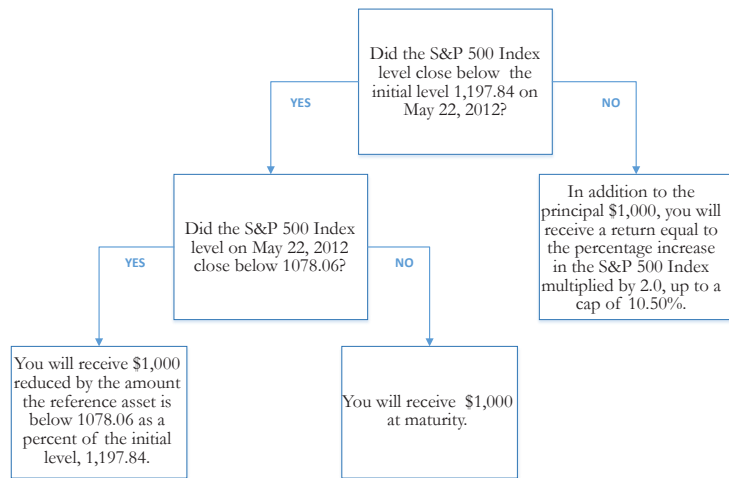 Did the S&P 500 Index
level close below the
initial level 1,197.84 on
May 22, 2012?
YES
NO
Did the S&P 500 Index
level on May 22, 2012
close below 1078.06?
In addition to the
principal $1,000, you will
receive a return equal to
the percentage increase
in the S&P 500 Index
multiplied by 2.0, up to a
cap of 10.50%.
YES
NO
You will receive $1,000
reduced by the amount
the reference asset is
below 1078.06 as a
percent of the initial
level, 1,197.84.
You will receive $1,000
at maturity.